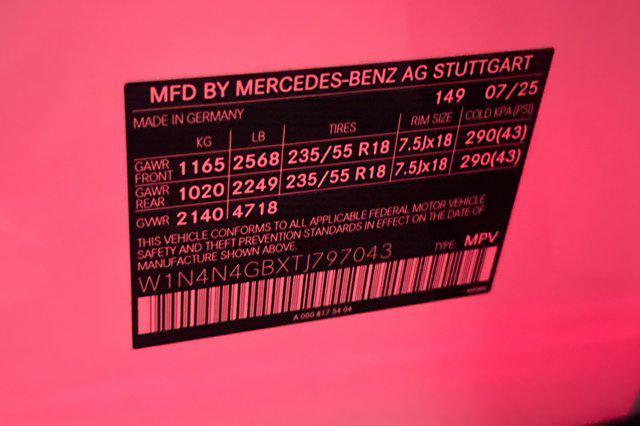 MFD BY MERCEDES-BENZ AG STUTTGART
149 07/25
MADE IN GERMANY
KG LB TIRES RIM SIZE COLD KPA(PSI)
GAWR FRONT 1165 2568 235/55 R18 7.5Jx18 290(43)
GAWR REAR 1020 2249 235/55 R18 7.5Jx18 290(43)
GVWR 2140 4718
THIS VEHICLE CONFORMS TO ALL APPLICABLE FEDERAL MOTOR VEHICLE
SAFETY AND THEFT PREVENTION STANDARDS IN EFFECT ON THE DATE OF
MANUFACTURE SHOWN ABOVE.
TYPE: MPV
W1N4N4GBXTJ797043
A 000 817 54 04